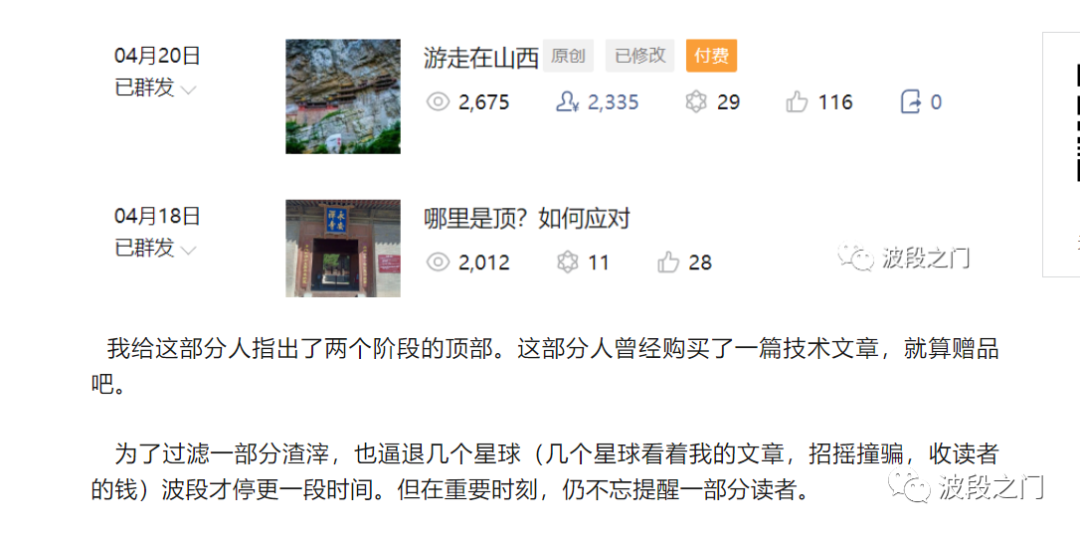 04月20日
已群发
游走在山西 原创 已修改 付费
2,675 2,335 29 116 0
04月18日
已群发
哪里是顶？如何应对
2,012 11 28
波段之门
我给这部分人指出了两个阶段的顶部。这部分人曾经购买了一篇技术文章，就算赠品
吧。
为了过滤一部分渣滓，也逼退几个星球（几个星球看着我的文章，招摇撞骗，收读者
的钱）波段才停更一段时间。但在重要时刻，仍不忘提醒一部分读者。
波段之门